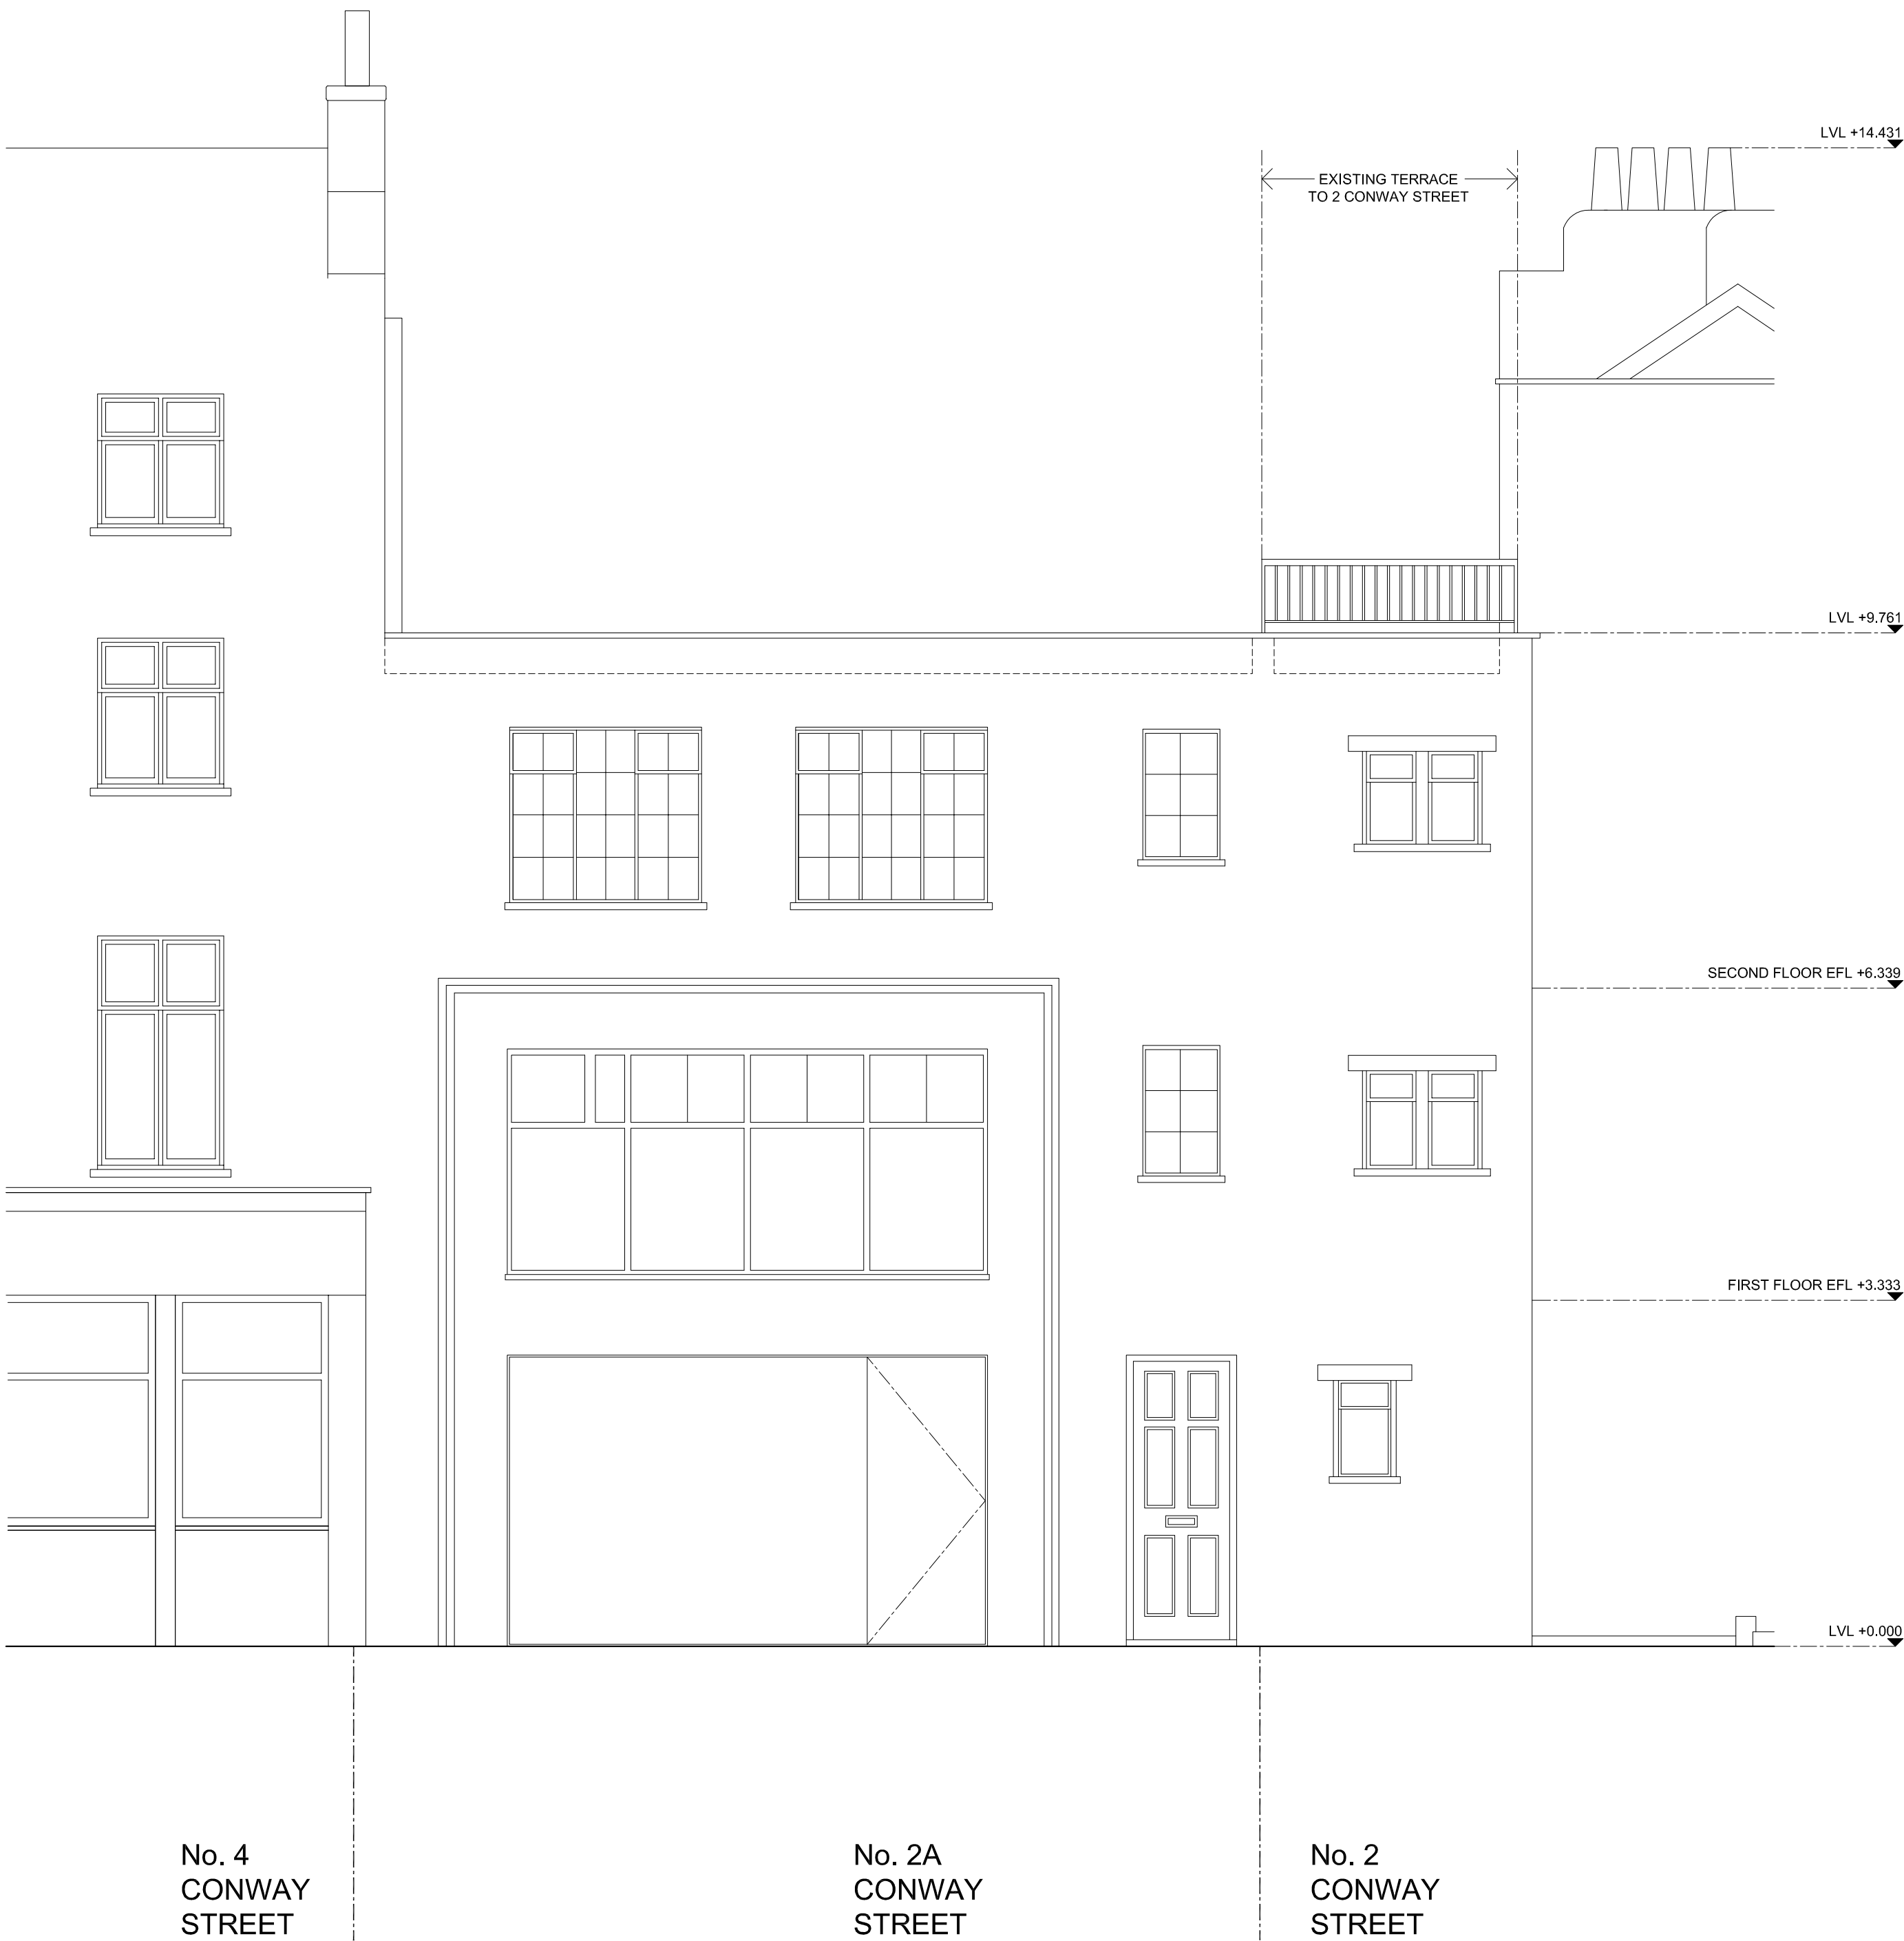 LVL +14.431
EXISTING TERRACE
TO 2 CONWAY STREET
LVL +9.761
SECOND FLOOR EFL +6.339
FIRST FLOOR EFL +3.333
LVL +0.000
No. 4
CONWAY
STREET
No. 2A
CONWAY
STREET
No. 2
CONWAY
STREET